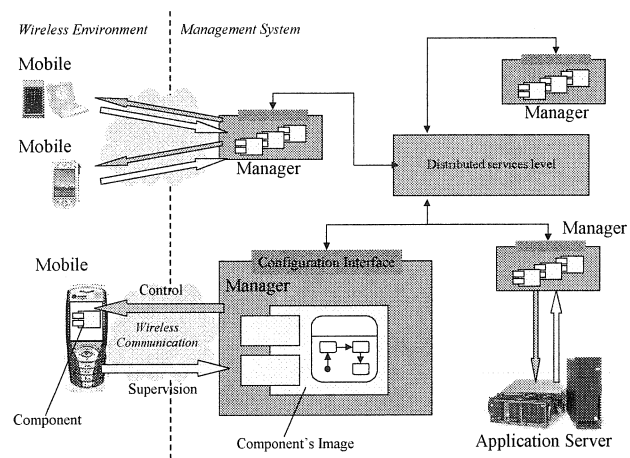 Wireless Environment
Management System
Mobile
Manager
Mobile
Manager
Distributed services level
Manager
Mobile
Configuration Interface
Manager
Control
Wireless
Communication
Supervision
Component
Component's Image
Application Server